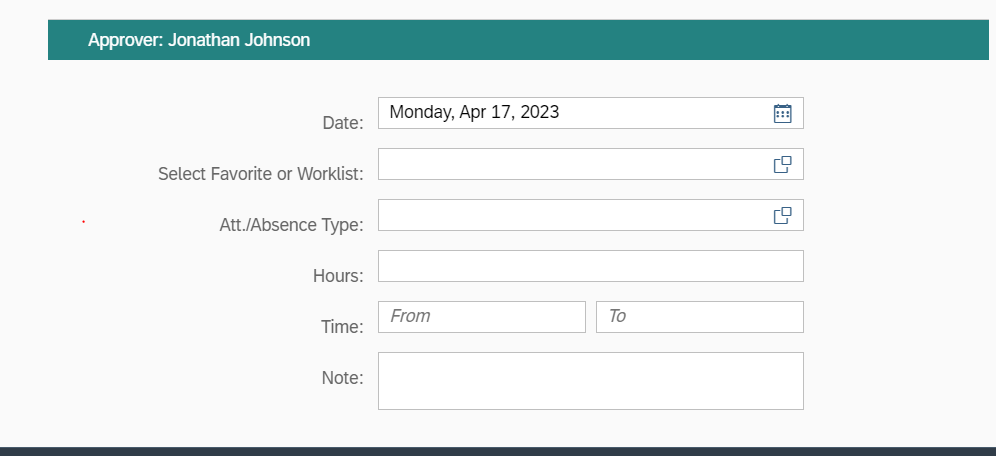 Approver: Jonathan Johnson
Date: Monday, Apr 17, 2023
Select Favorite or Worklist:
Att./Absence Type:
Hours:
Time: From To
Note: